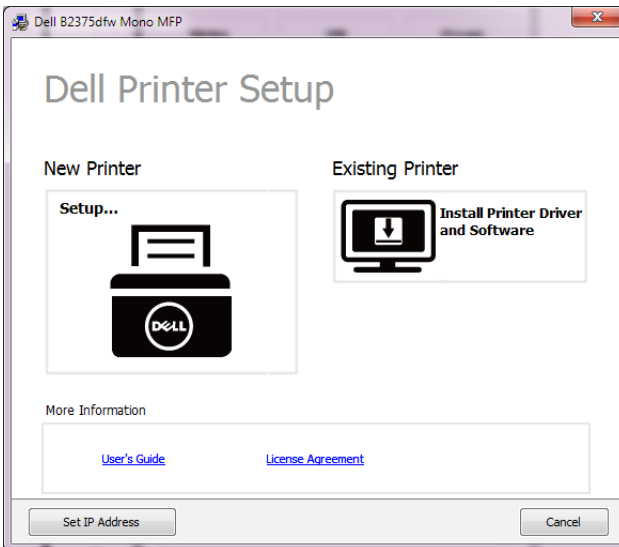 Dell B2375dfw Mono MFP
Dell Printer Setup
New Printer
Existing Printer
Setup...
Install Printer Driver
and Software
DELL
More Information
User's Guide
License Agreement
Set IP Address
Cancel